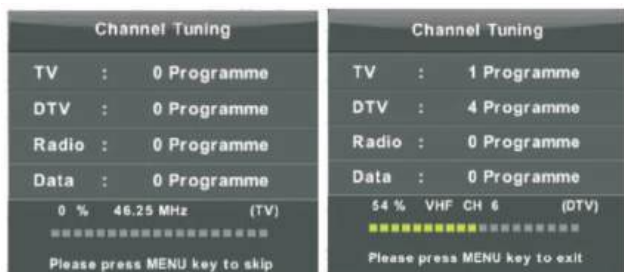 Channel Tuning
TV : 0 Programme
DTV : 0 Programme
Radio : 0 Programme
Data : 0 Programme
0 % 46.25 MHz (TV)
Please press MENU key to skip
Channel Tuning
TV : 1 Programme
DTV : 4 Programme
Radio : 0 Programme
Data : 0 Programme
54 % VHF CH 6 (DTV)
Please press MENU key to exit